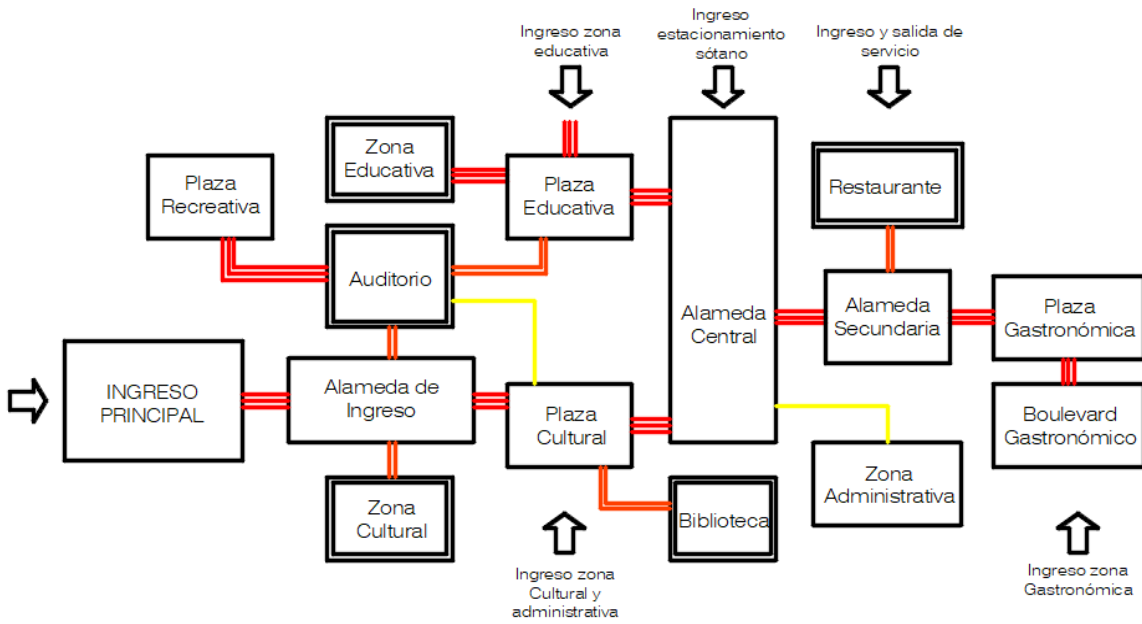 Ingreso zona
educativa
Ingreso
estacionamiento
sótano
Ingreso y salida de
servicio
Zona
Educativa
Plaza
Recreativa
Plaza
Educativa
Restaurante
Auditorio
Alameda
Central
Alameda
Secundaria
Plaza
Gastronómica
INGRESO
PRINCIPAL
Alameda de
Ingreso
Plaza
Cultural
Boulevard
Gastronómico
Zona
Cultural
Biblioteca
Zona
Administrativa
Ingreso zona
Cultural y
administrativa
Ingreso zona
Gastronómica